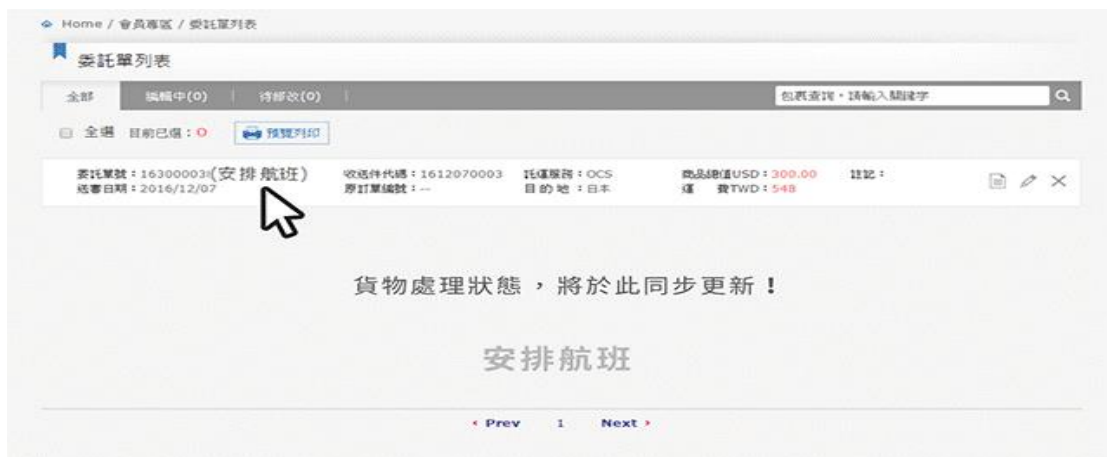 Home / 會員專區 / 委託單列表
委託單列表
全部 編輯中(0) | 待修改(0) | 包裹查詢,請輸入關鍵字
全選 目前已選:0 預覽列印
委託單號:16300003(安排航班) 收送件代碼:1612070003 託運服務:OCS 商品總值USD:300.00 註記:
送書日期:2016/12/07 原訂單編號:-- 目的地:日本 運 費TWD:548
貨物處理狀態,將於此同步更新!
安排航班
‹ Prev 1 Next ›